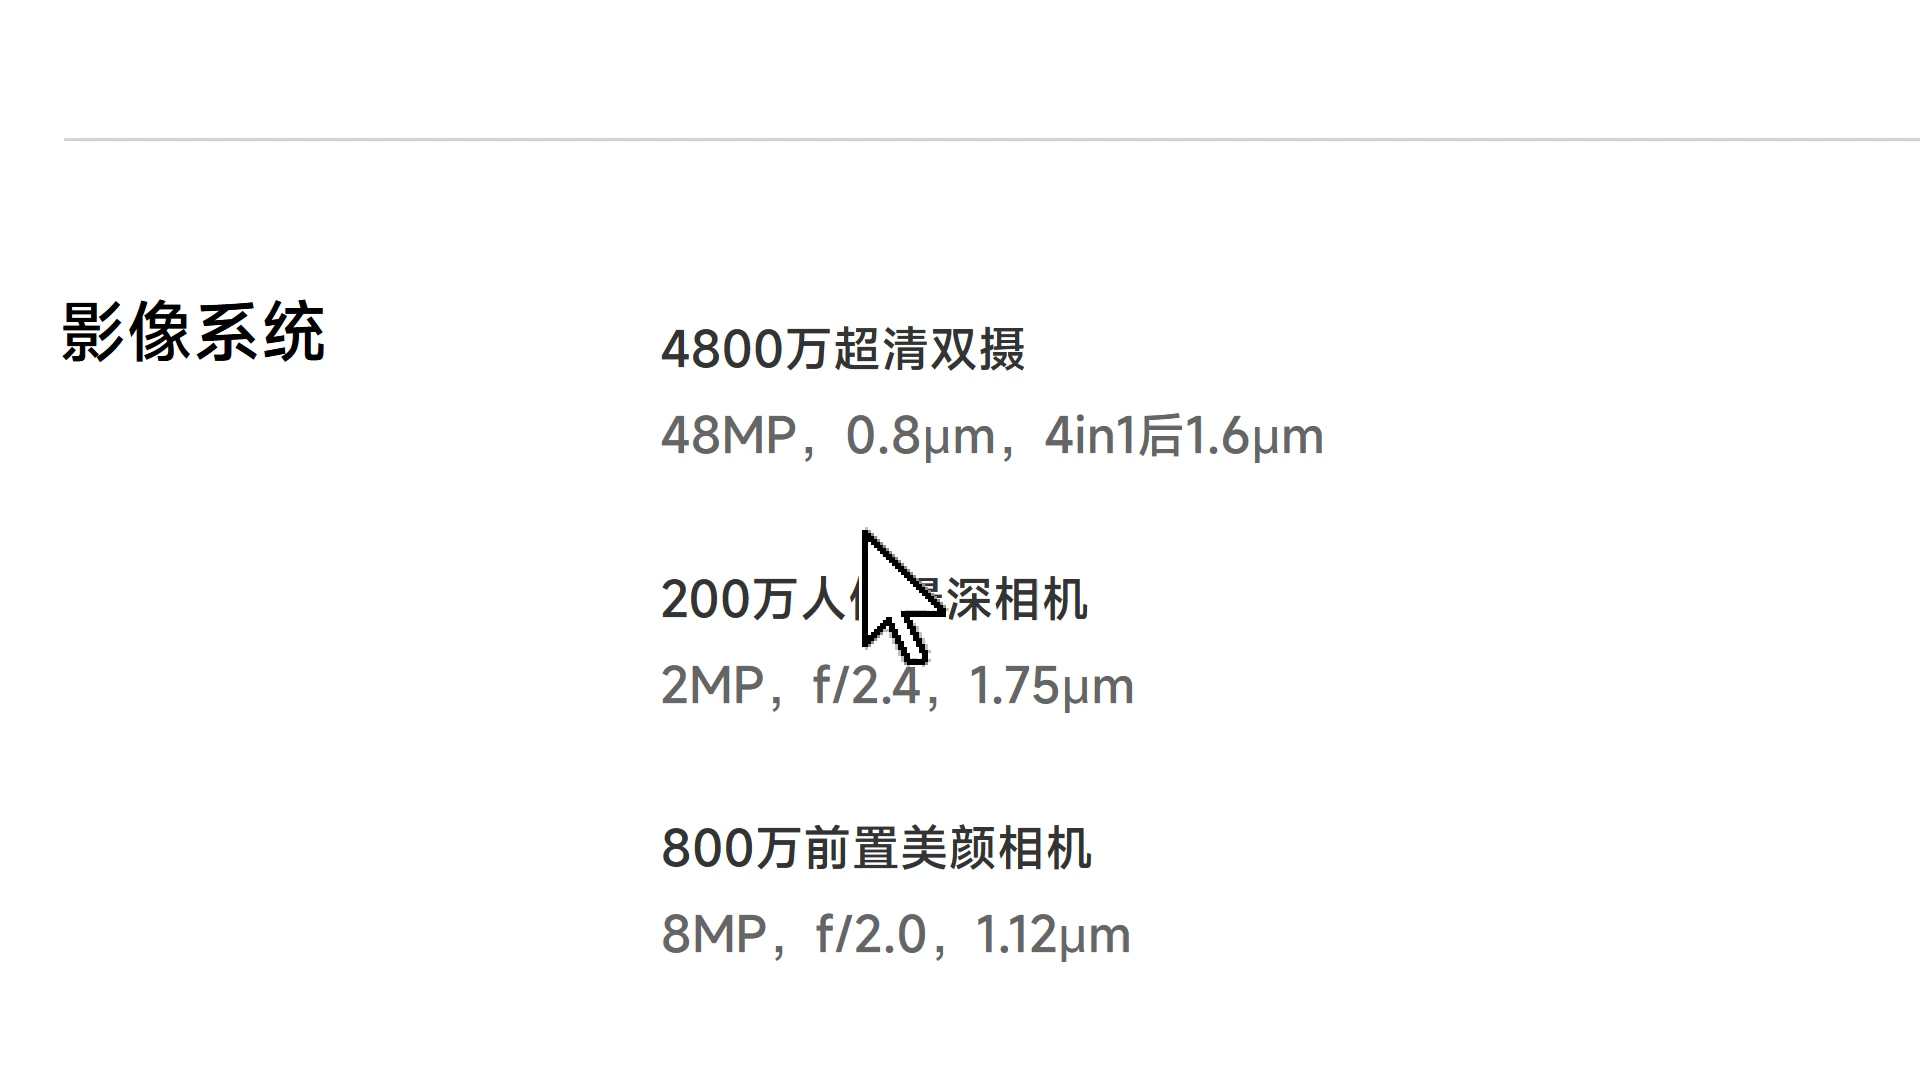 影像系统
4800万超清双摄
48MP，0.8μm，4in1后1.6μm
200万人 深相机
2MP，f/2.4，1.75μm
800万前置美颜相机
8MP，f/2.0，1.12μm